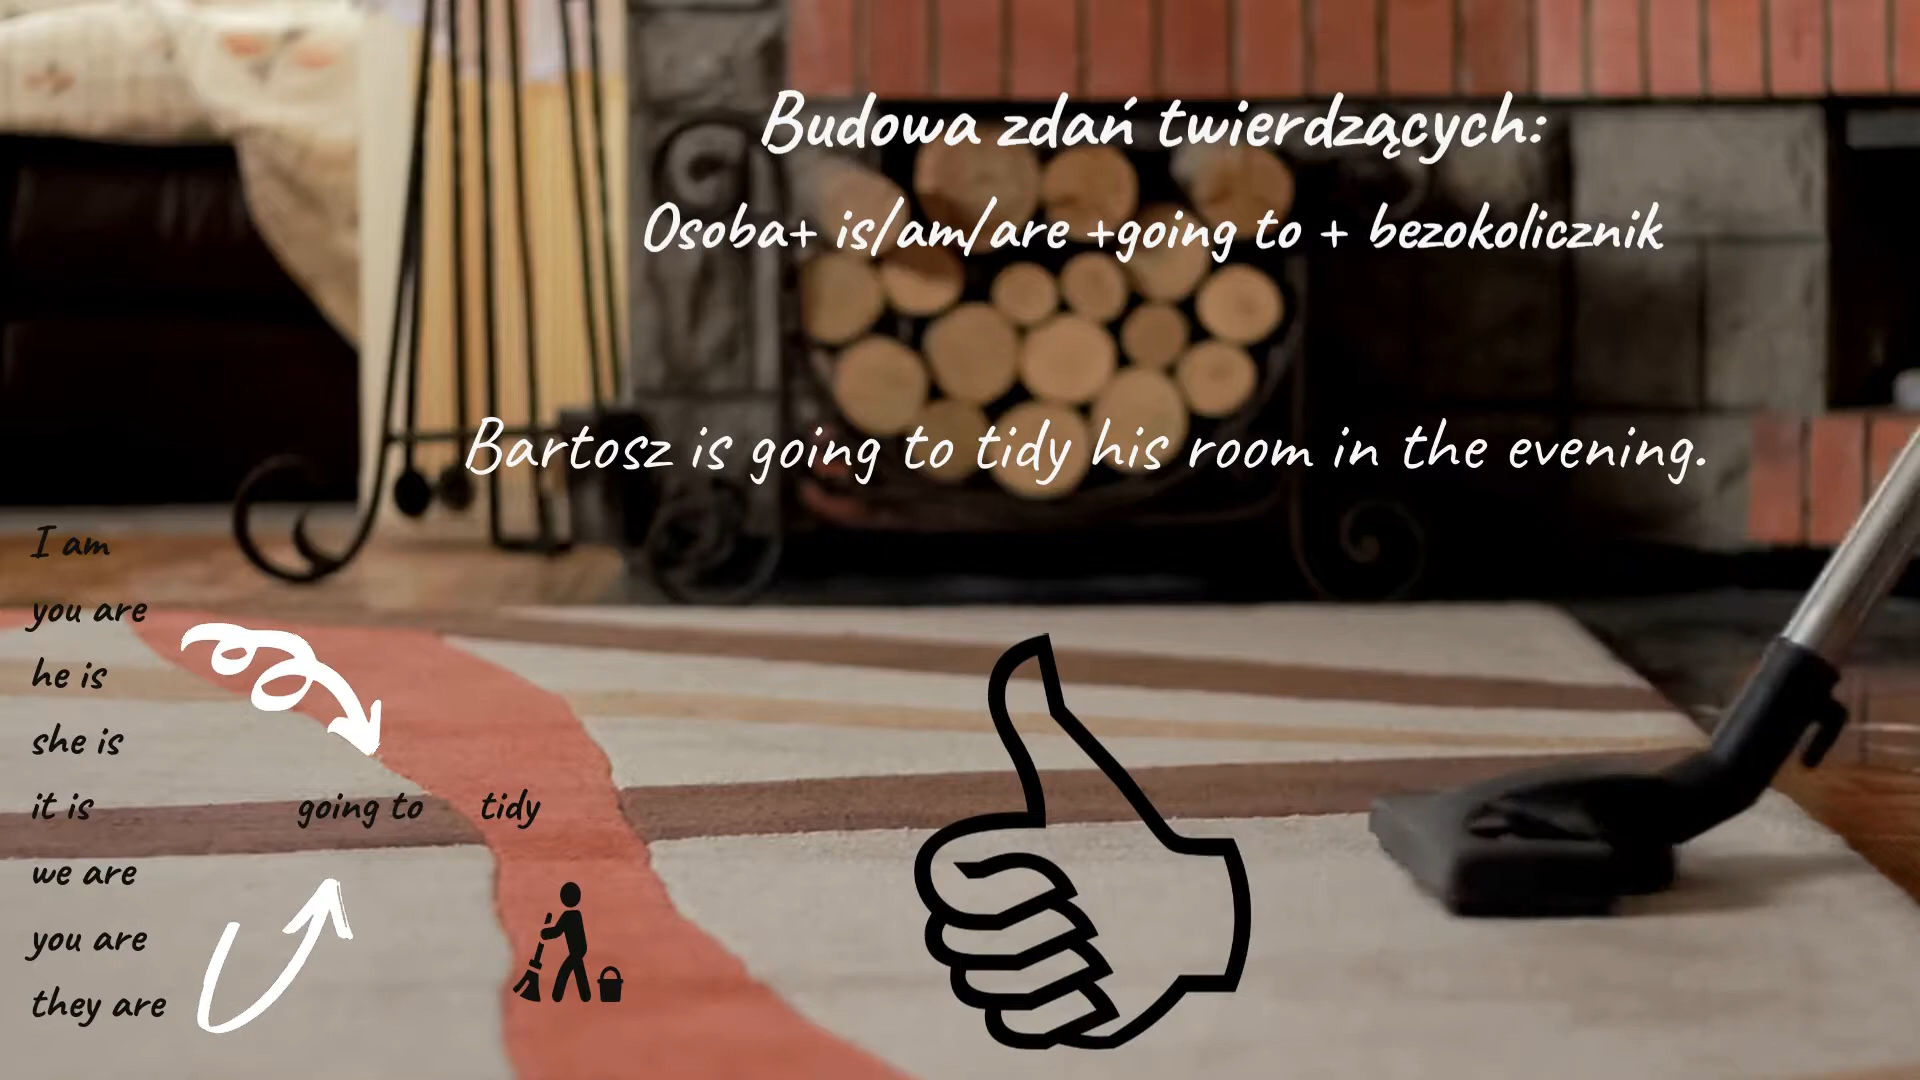 Budowa zdań twierdzących:
Osoba+ is/am/are +going to + bezokolicznik
Bartosz is going to tidy his room in the evening.
I am
you are
he is
she is
it is
we are
you are
they are
going to tidy